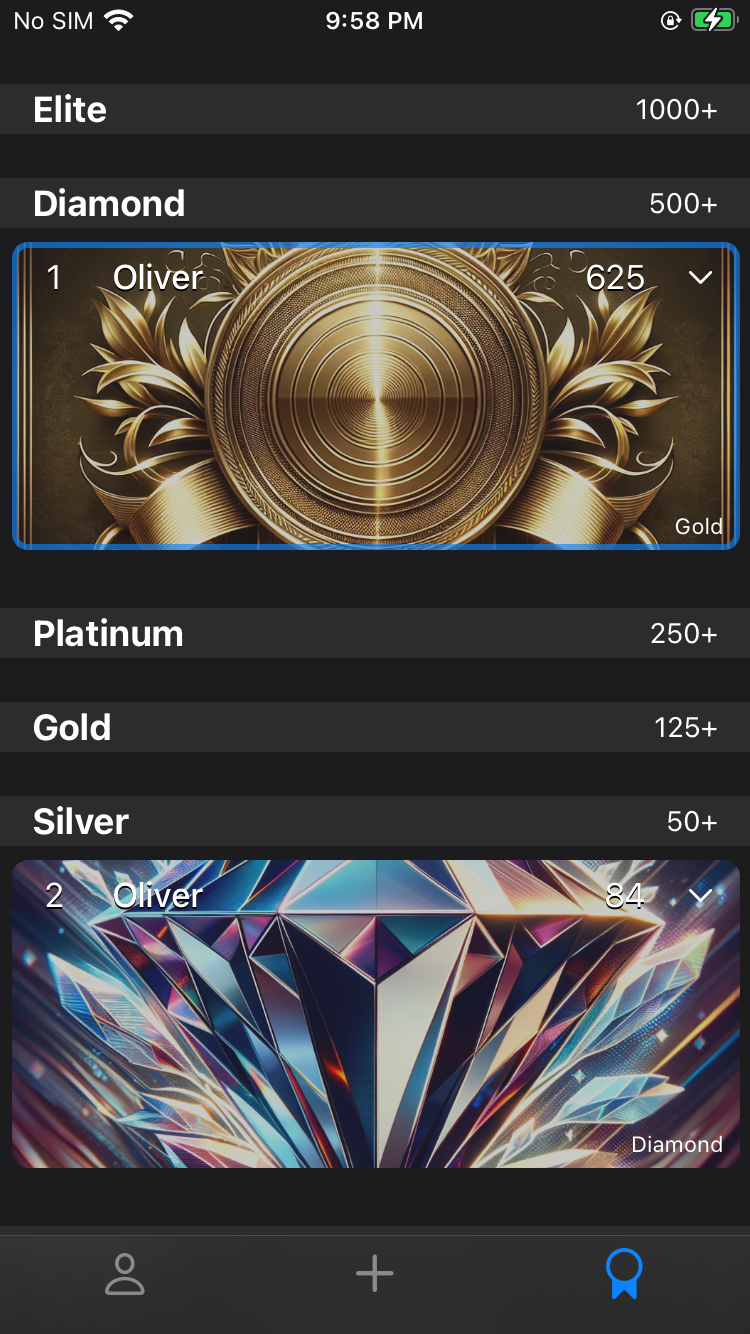 No SIM 9:58 PM
Elite 1000+
Diamond 500+
1 Oliver 625
Gold
Platinum 250+
Gold 125+
Silver 50+
2 Oliver 84
Diamond